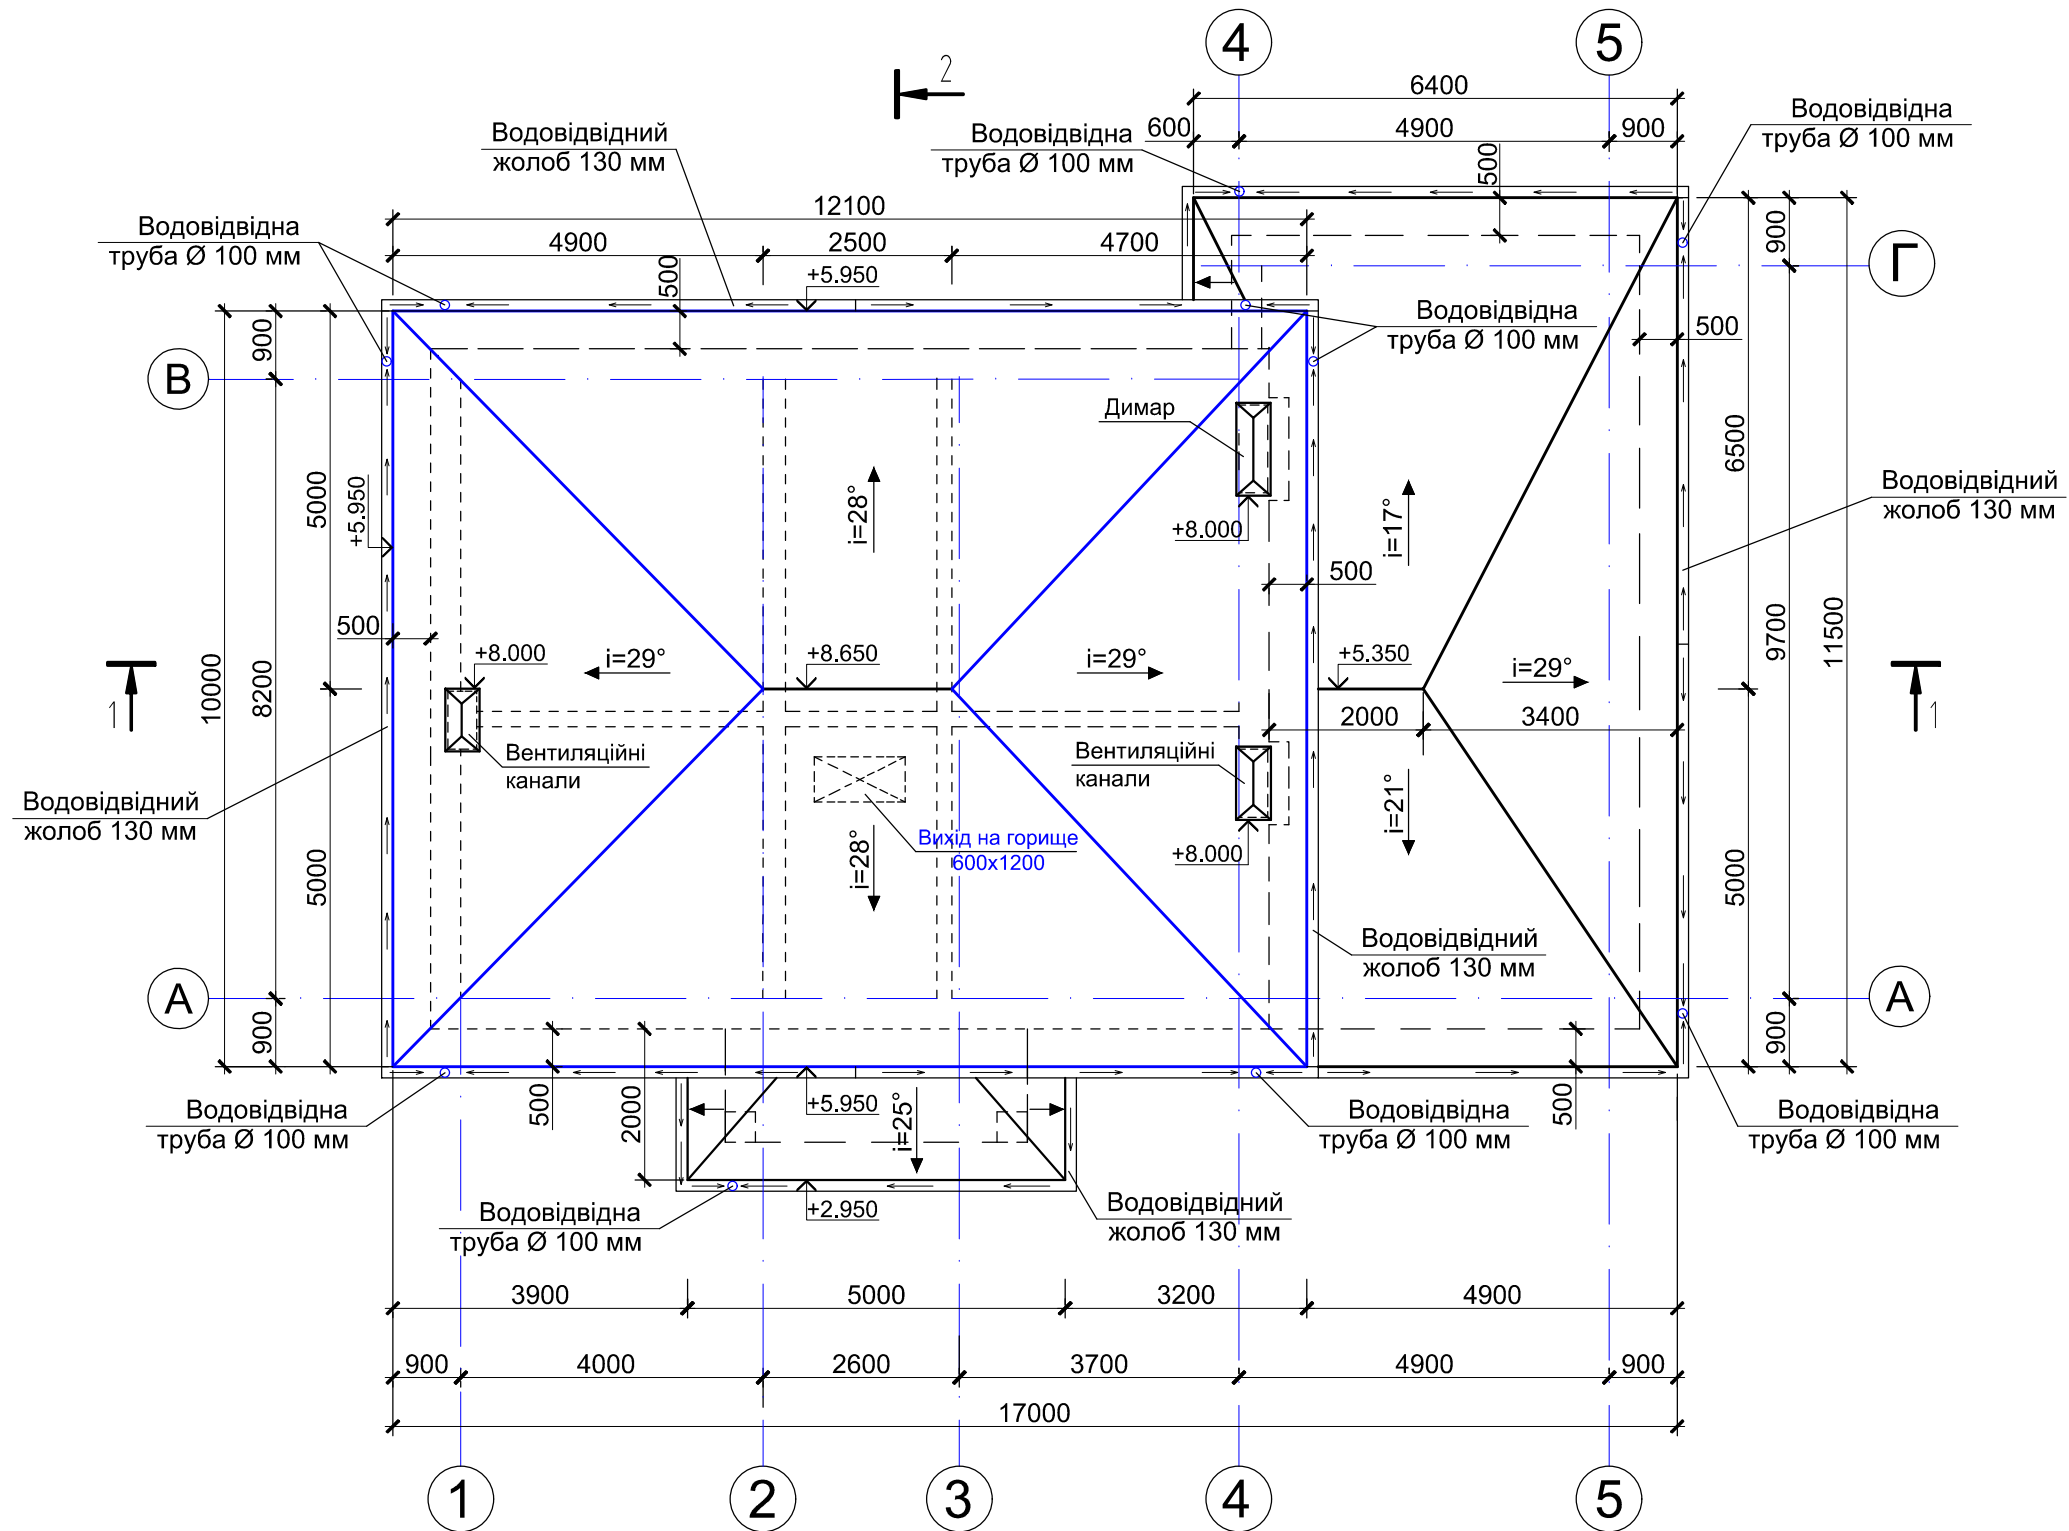 4
5
2
6400
600
4900
900
Водовідвідна
труба Ø 100 мм
Водовідвідний
жолоб 130 мм
Водовідвідна
труба Ø 100 мм
500
12100
4900
2500
4700
+5.950
500
Водовідвідна
труба Ø 100 мм
900
Г
Водовідвідна
труба Ø 100 мм
500
900
В
Димар
+8.000
5000
+5.950
i=28°
i=17°
6500
Водовідвідний
жолоб 130 мм
500
500
10000
8200
+8.000
i=29°
+8.650
i=29°
+5.350
i=29°
9700
11500
1
1
2000
3400
Вентиляційні
канали
Вентиляційні
канали
Водовідвідний
жолоб 130 мм
Вихід на горище
600x1200
+8.000
i=28°
i=21°
5000
5000
Водовідвідний
жолоб 130 мм
А
А
900
900
500
2000
+5.950
i=25°
500
Водовідвідна
труба Ø 100 мм
Водовідвідна
труба Ø 100 мм
Водовідвідна
труба Ø 100 мм
+2.950
Водовідвідна
труба Ø 100 мм
Водовідвідний
жолоб 130 мм
3900
5000
3200
4900
900
4000
2600
3700
4900
900
17000
1
2
3
4
5